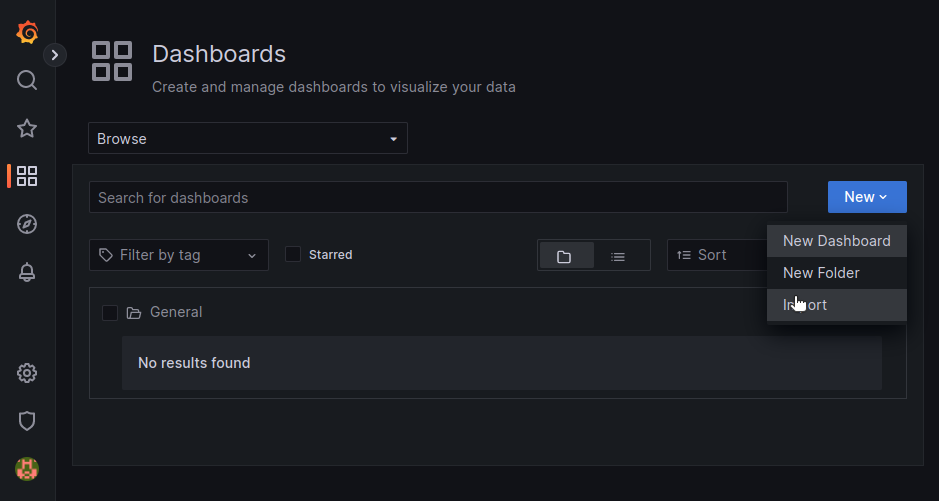 Dashboards
Create and manage dashboards to visualize your data
Browse
Search for dashboards
New
Filter by tag
Starred
Sort
New Dashboard
New Folder
Import
General
No results found